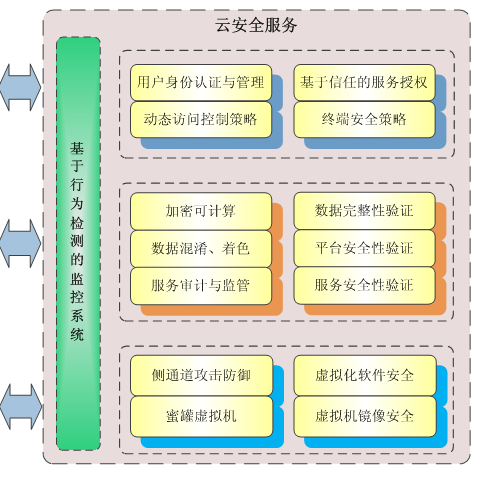 云安全服务
基于行为检测的监控系统
用户身份认证与管理
基于信任的服务授权
动态访问控制策略
终端安全策略
加密可计算
数据完整性验证
数据混淆、着色
平台安全性验证
服务审计与监管
服务安全性验证
侧通道攻击防御
虚拟化软件安全
蜜罐虚拟机
虚拟机镜像安全